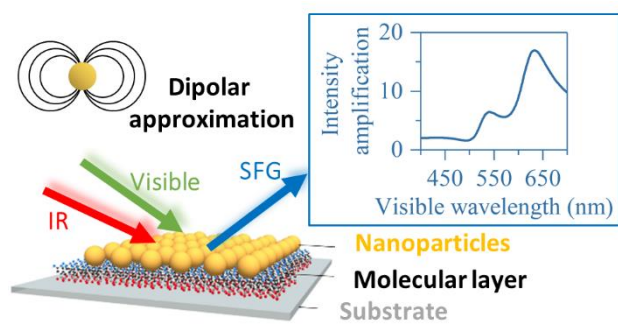 Dipolar
approximation
Visible
SFG
IR
Nanoparticles
Molecular layer
Substrate
Intensity
amplification
20
10
0
450 550 650
Visible wavelength (nm)